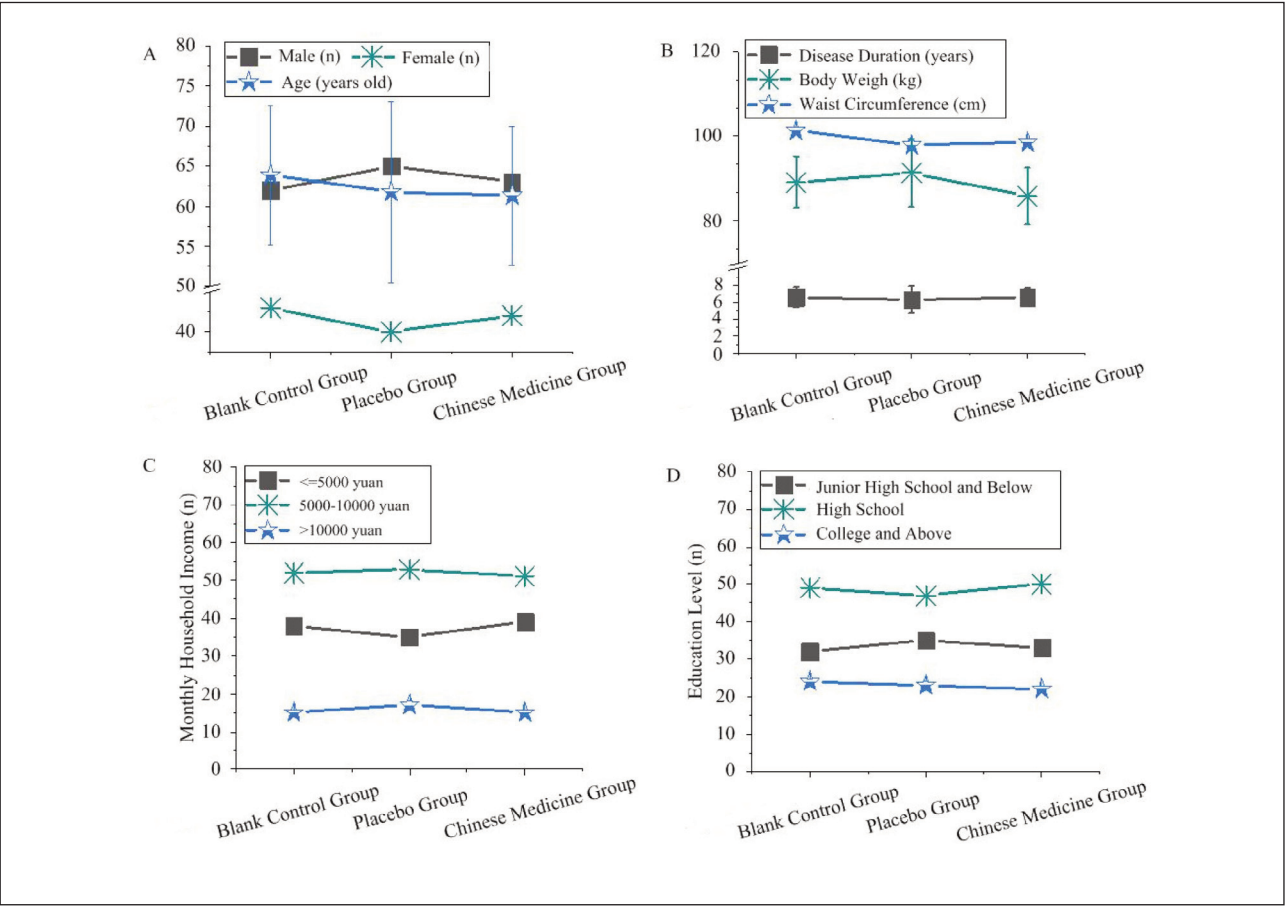 A
Male (n)
Female (n)
Age (years old)
80
75
70
65
60
55
50
40
Blank Control Group
Placebo Group
Chinese Medicine Group
B
Disease Duration (years)
Body Weigh (kg)
Waist Circumference (cm)
120
100
80
8
6
4
2
0
Blank Control Group
Placebo Group
Chinese Medicine Group
C
<=5000 yuan
5000-10000 yuan
>10000 yuan
Monthly Household Income (n)
80
70
60
50
40
30
20
10
0
Blank Control Group
Placebo Group
Chinese Medicine Group
D
Junior High School and Below
High School
College and Above
Education Level (n)
80
70
60
50
40
30
20
10
0
Blank Control Group
Placebo Group
Chinese Medicine Group